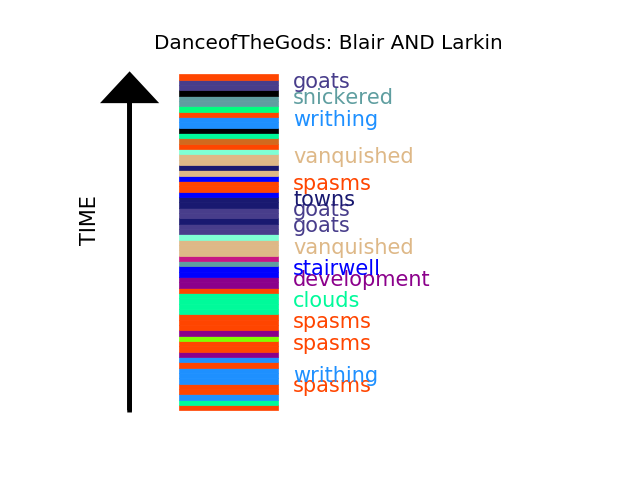 DanceofTheGods: Blair AND Larkin
goats
snickered
writhing
vanquished
spasms
towns
goats
goats
vanquished
stairwell
development
clouds
spasms
spasms
writhing
spasms
TIME